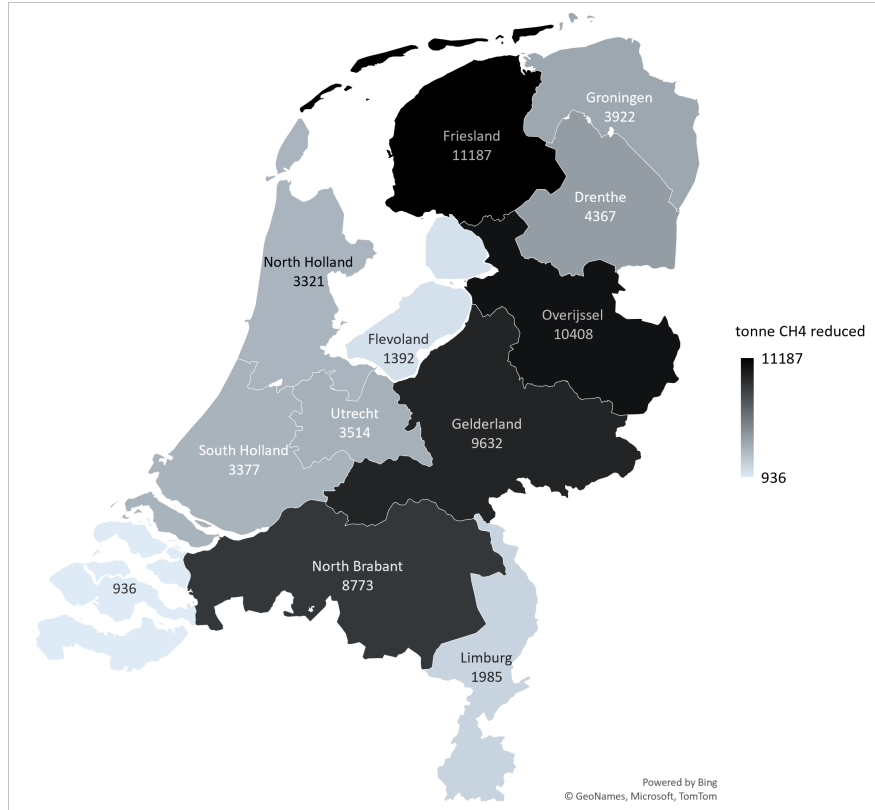 Groningen
3922
Friesland
11187
Drenthe
4367
North Holland
3321
Overijssel
10408
Flevoland
1392
tonne CH4 reduced
11187
936
Utrecht
3514
Gelderland
9632
South Holland
3377
North Brabant
8773
936
Limburg
1985
Powered by Bing
© GeoNames, Microsoft, TomTom